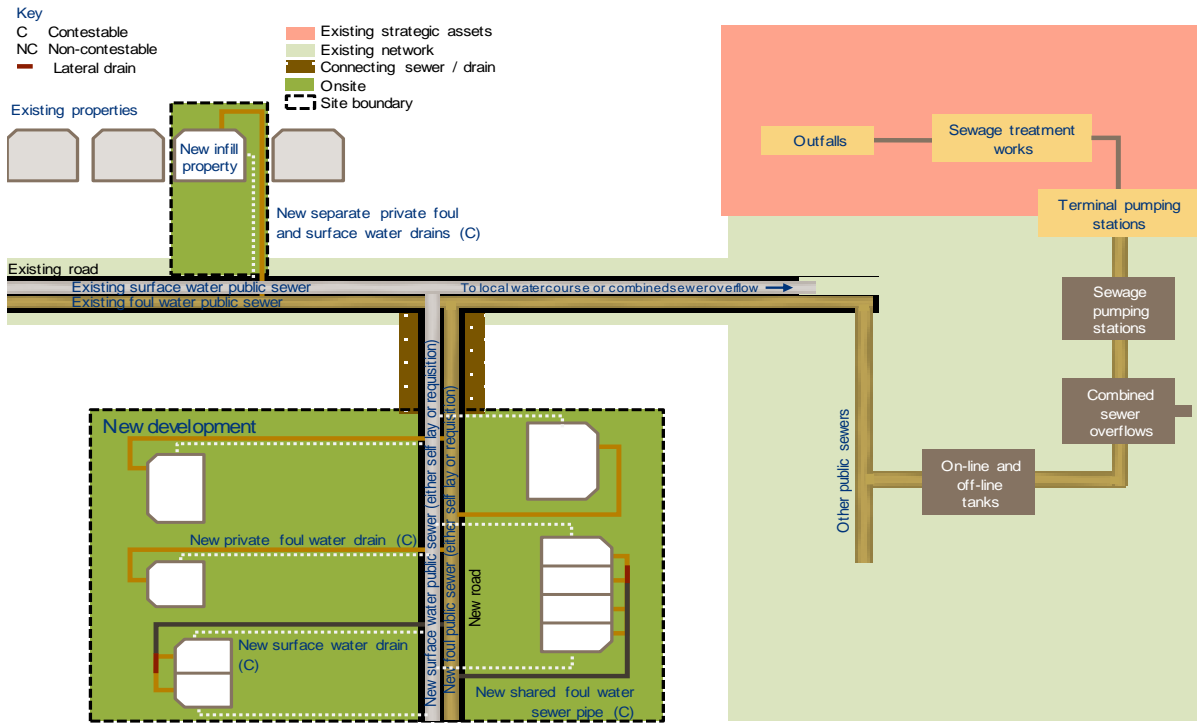 Key
C Contestable
NC Non-contestable
Lateral drain
Existing strategic assets
Existing network
Connecting sewer / drain
Onsite
Site boundary
Existing properties
New infill
property
New separate private foul
and surface water drains (C)
Existing road
Existing surface water public sewer
To local watercourse or combined sewer overflow
Existing foul water public sewer
Outfalls
Sewage treatment
works
Terminal pumping
stations
Sewage
pumping
stations
Combined
sewer
overflows
On-line and
off-line
tanks
Other public sewers
New development
New private foul water drain (C)
New surface water drain
(C)
New surface water public sewer (either self lay or requisition)
New foul public sewer (either self lay or requisition)
New road
New shared foul water
sewer pipe (C)